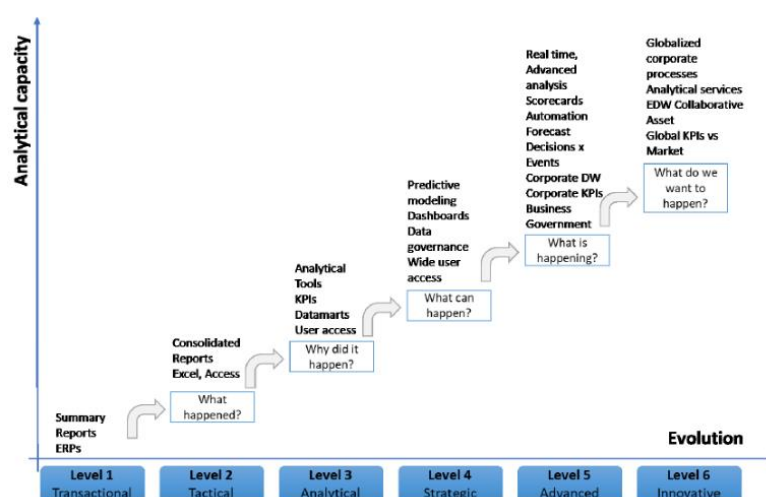 Analytical capacity
Globalized
corporate
processes
Analytical services
EDW Collaborative
Asset
Global KPIs vs
Market
What do we
want to
happen?
Real time,
Advanced
analysis
Scorecards
Automation
Forecast
Decisions x
Events
Corporate DW
Corporate KPIs
Business
Government
What is
happening?
Predictive
modeling
Dashboards
Data
governance
Wide user
access
What can
happen?
Analytical
Tools
KPIs
Datamarts
User access
Why did it
happen?
Consolidated
Reports
Excel, Access
What
happened?
Summary
Reports
ERPs
Evolution
Level 1
Transactional
Level 2
Tactical
Level 3
Analytical
Level 4
Strategic
Level 5
Advanced
Level 6
Innovative